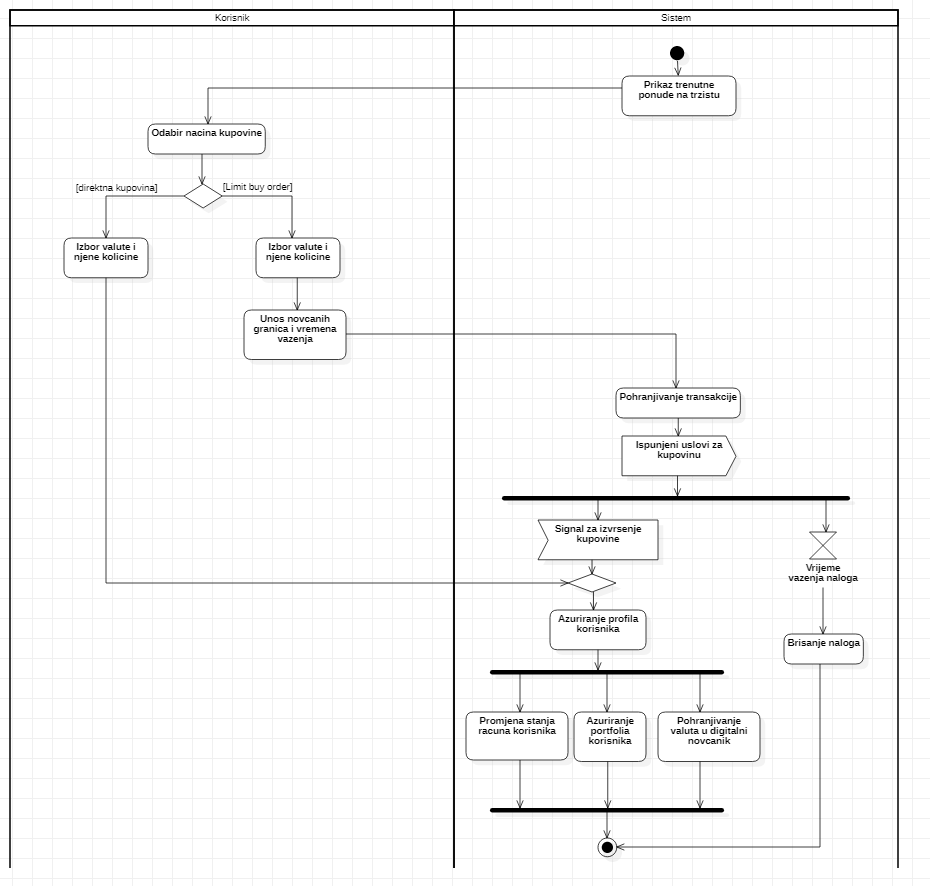 Korisnik
Sistem
Prikaz trenutne
ponude na trzistu
Odabir nacina kupovine
[direktna kupovina]
[Limit buy order]
Izbor valute i
njene kolicine
Izbor valute i
njene kolicine
Unos novcanih
granica i vremena
vazenja
Pohranjivanje transakcije
Ispunjeni uslovi za
kupovinu
Signal za izvrsenje
kupovine
Vrijeme
vazenja naloga
Azuriranje profila
korisnika
Brisanje naloga
Promjena stanja
racuna korisnika
Azuriranje
portfolia
korisnika
Pohranjivanje
valuta u digitalni
novcanik